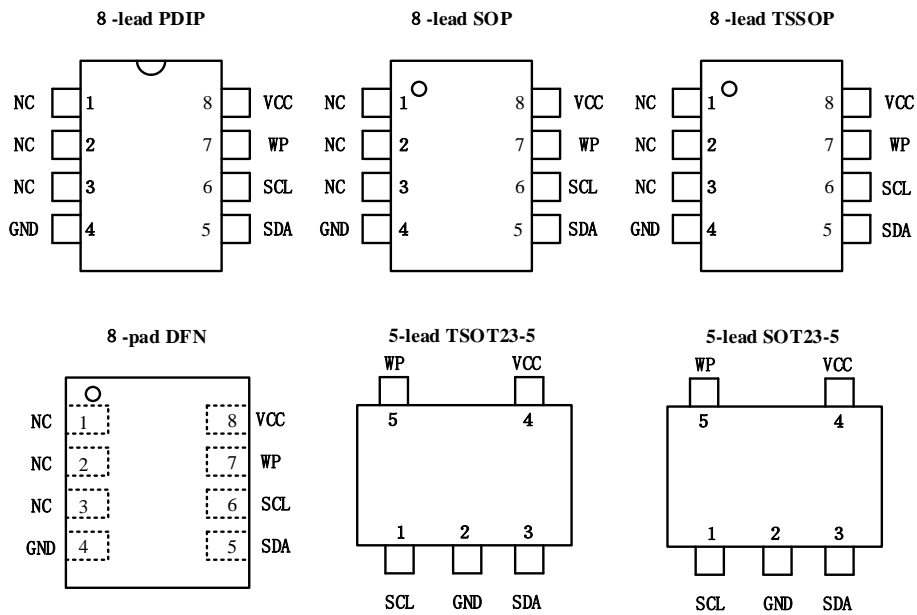 8 -lead PDIP
NC 1 8 VCC
NC 2 7 WP
NC 3 6 SCL
GND 4 5 SDA
8 -lead SOP
NC 1 8 VCC
NC 2 7 WP
NC 3 6 SCL
GND 4 5 SDA
8 -lead TSSOP
NC 1 8 VCC
NC 2 7 WP
NC 3 6 SCL
GND 4 5 SDA
8 -pad DFN
NC 1 8 VCC
NC 2 7 WP
NC 3 6 SCL
GND 4 5 SDA
5-lead TSOT23-5
WP VCC
5 4
1 2 3
SCL GND SDA
5-lead SOT23-5
WP VCC
5 4
1 2 3
SCL GND SDA